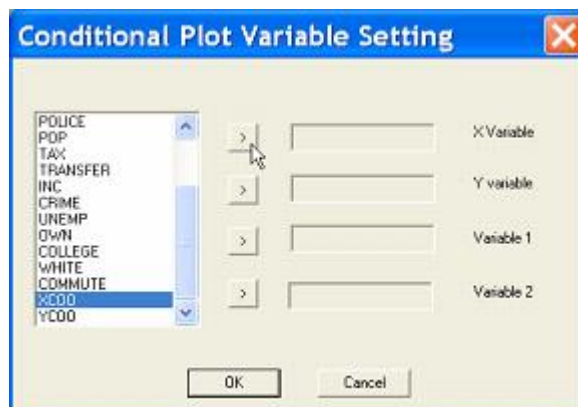 Conditional Plot Variable Setting
POLICE
POP
TAX
TRANSFER
INC
CRIME
UNEMP
OWN
COLLEGE
WHITE
COMMUTE
XCOO
YCOO
> X Variable
> Y variable
> Variable 1
> Variable 2
OK Cancel